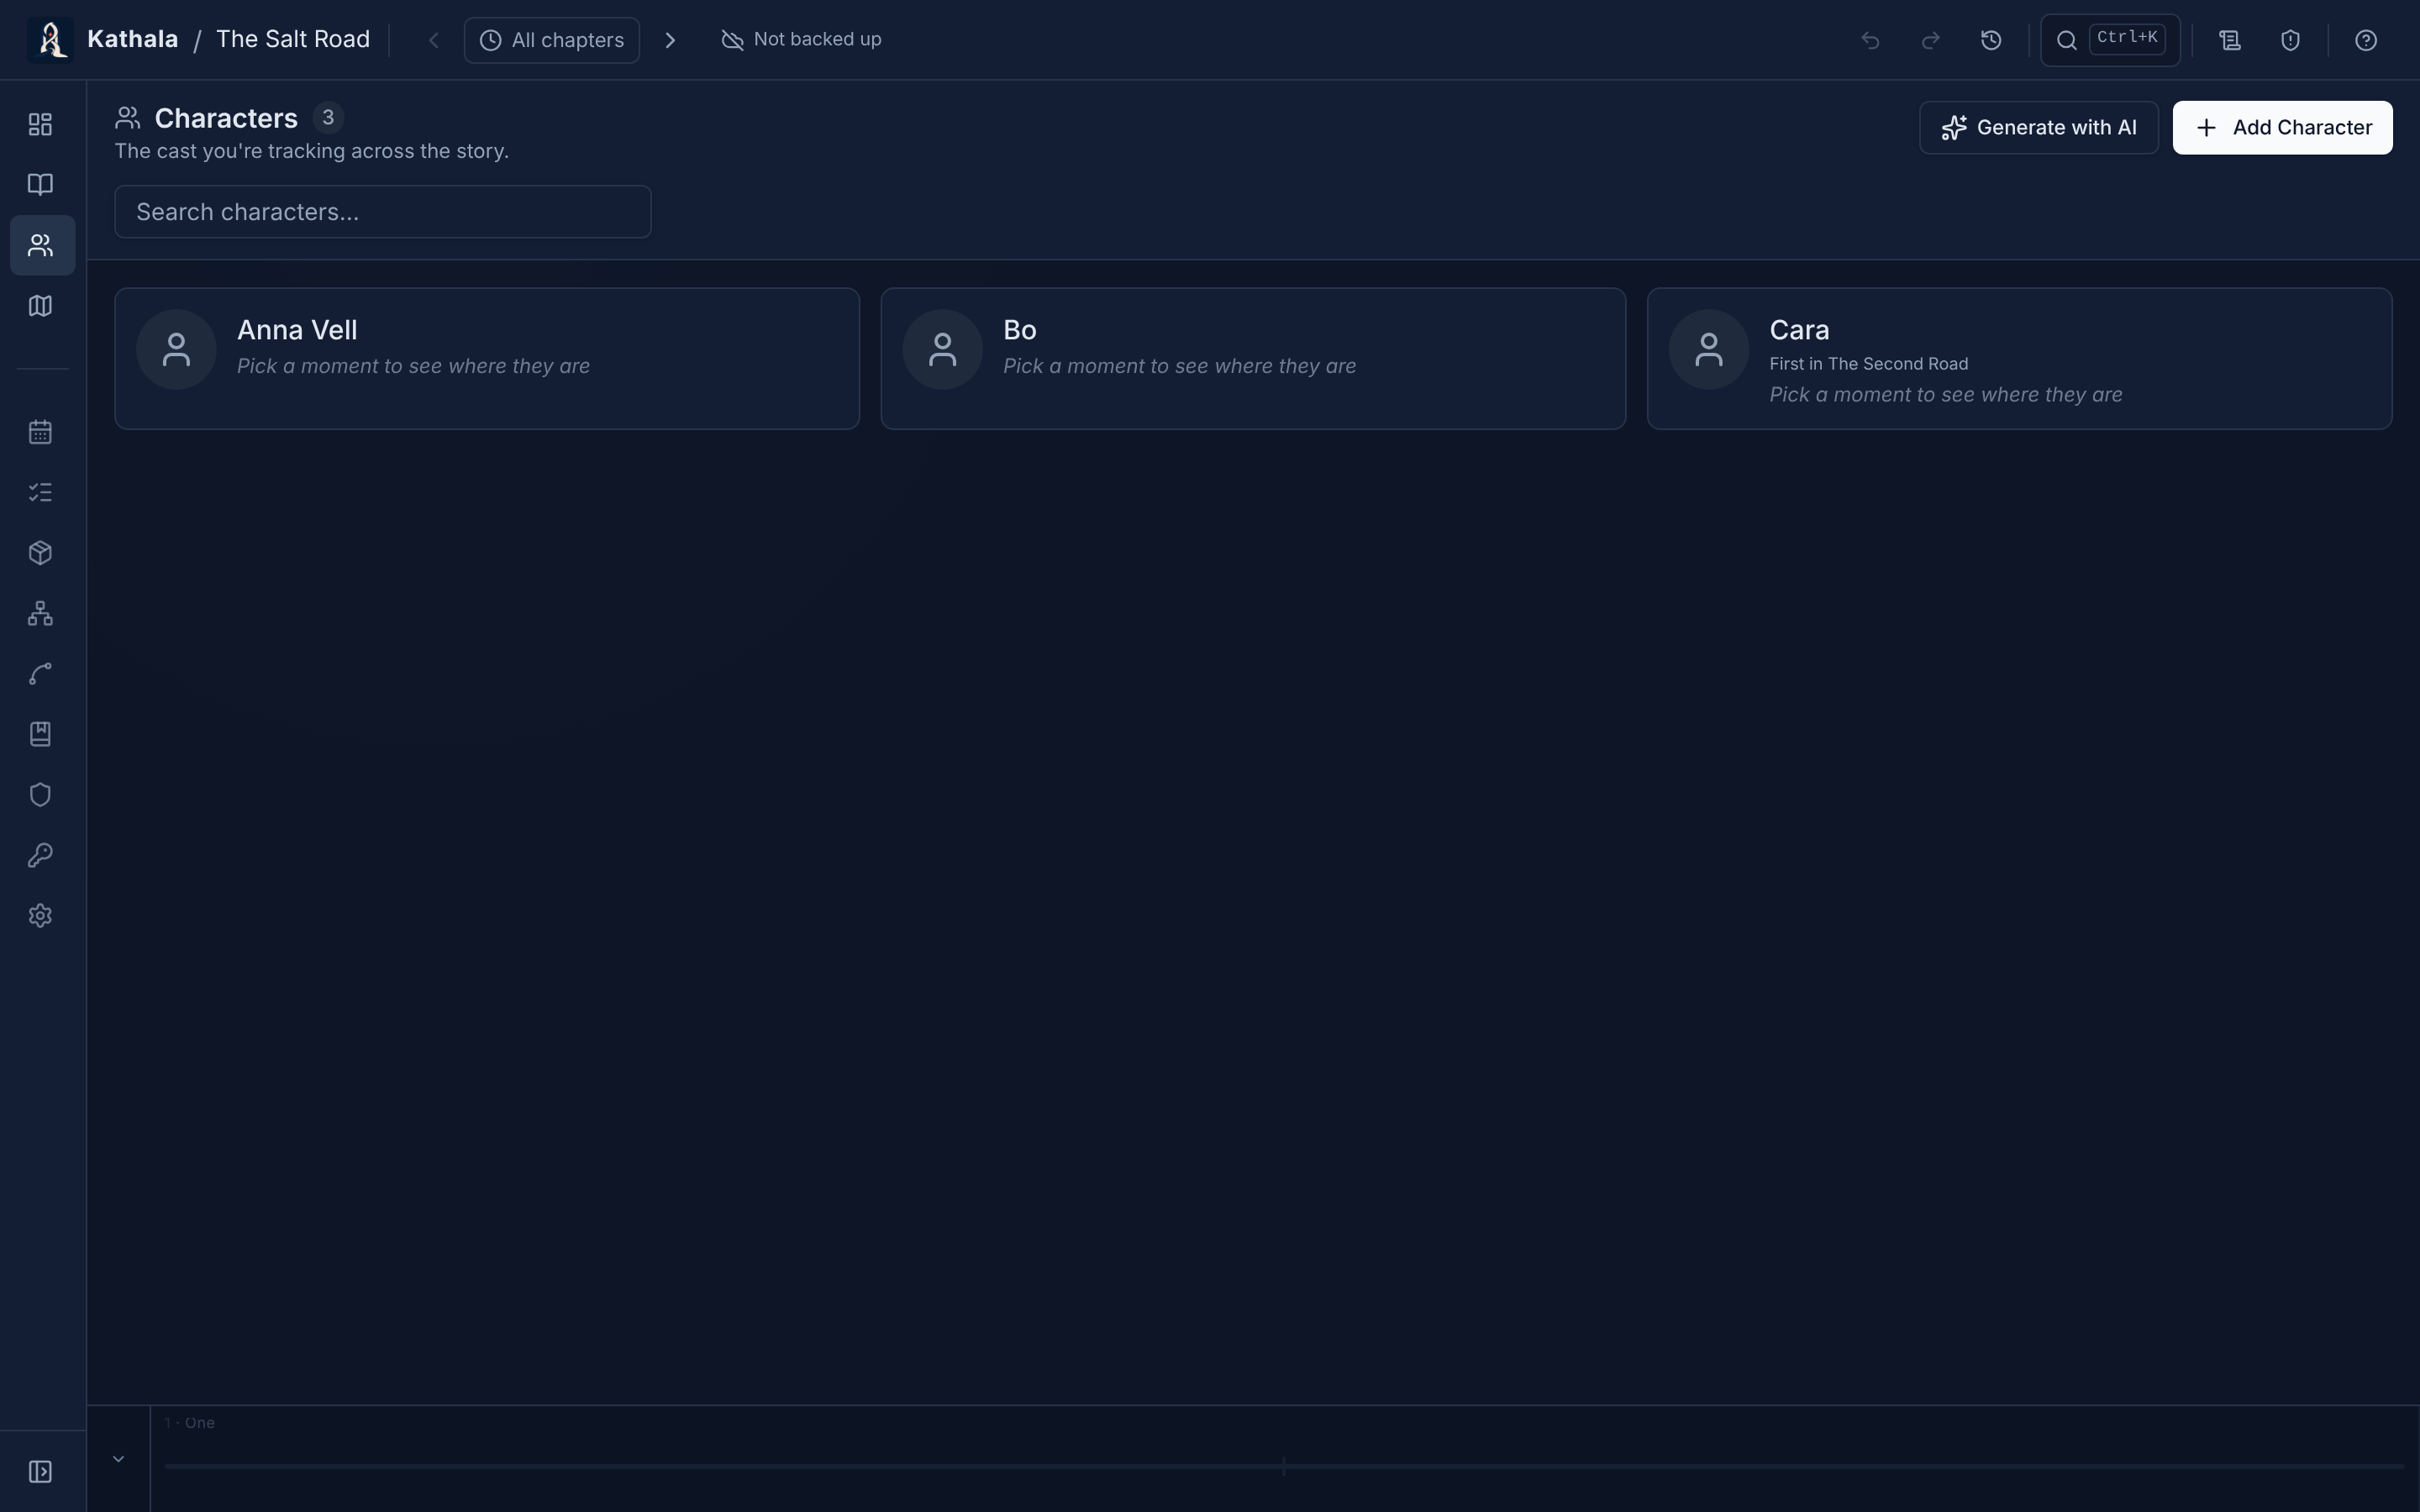 Kathala / The Salt Road
All chapters
Not backed up
Ctrl+K
Characters 3
The cast you're tracking across the story.
Generate with AI
Add Character
Search characters...
Anna Vell
Pick a moment to see where they are
Bo
Pick a moment to see where they are
Cara
First in The Second Road
Pick a moment to see where they are
1 · One